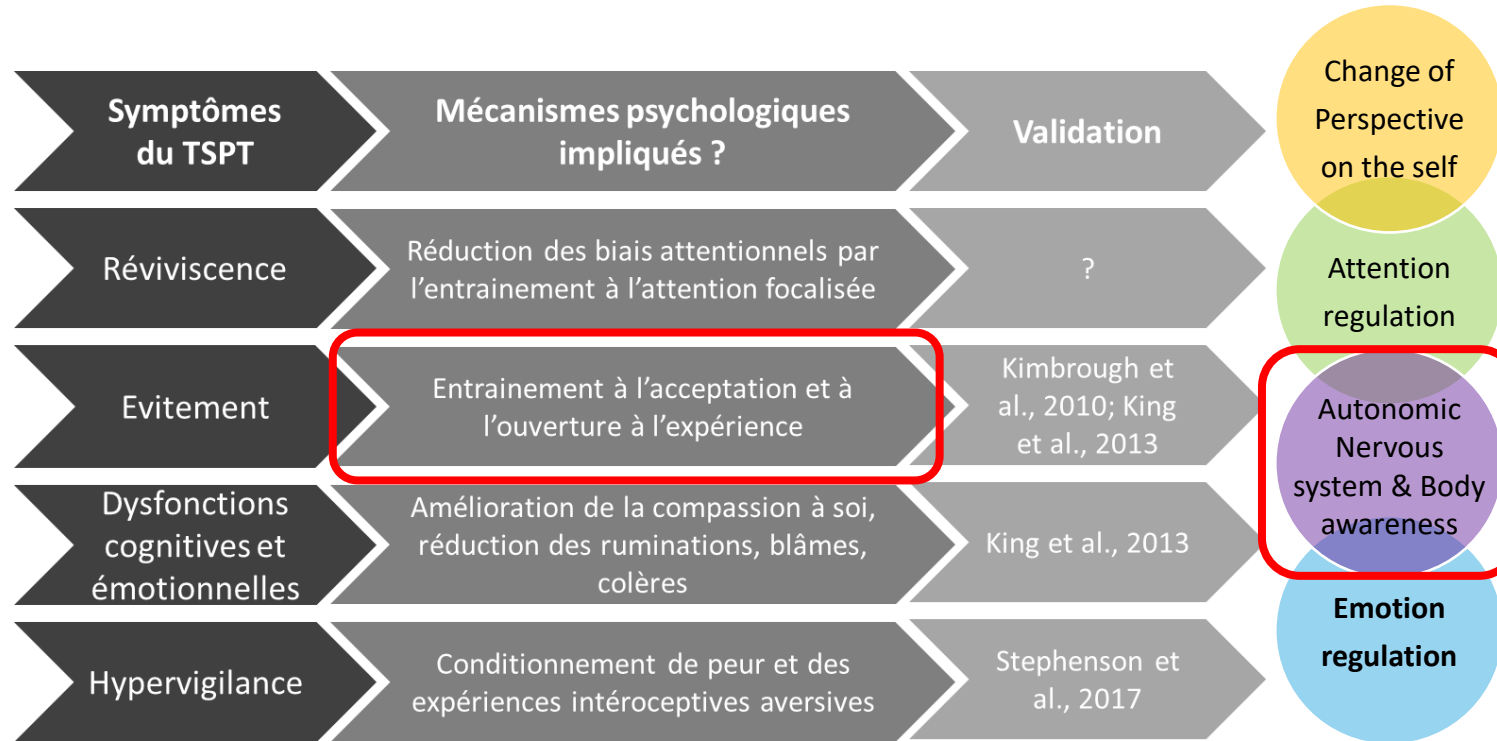 Symptômes
du TSPT
Mécanismes psychologiques
impliqués ?
Validation
Réviviscence
Réduction des biais attentionnels par
l'entrainement à l'attention focalisée
?
Evitement
Entrainement à l'acceptation et à
l'ouverture à l'expérience
Kimbrough et
al., 2010; King
et al., 2013
Dysfonctions
cognitives et
émotionnelles
Amélioration de la compassion à soi,
réduction des ruminations, blâmes,
colères
King et al., 2013
Hypervigilance
Conditionnement de peur et des
expériences intéroceptives aversives
Stephenson et
al., 2017
Change of
Perspective
on the self
Attention
regulation
Autonomic
Nervous
system & Body
awareness
Emotion
regulation